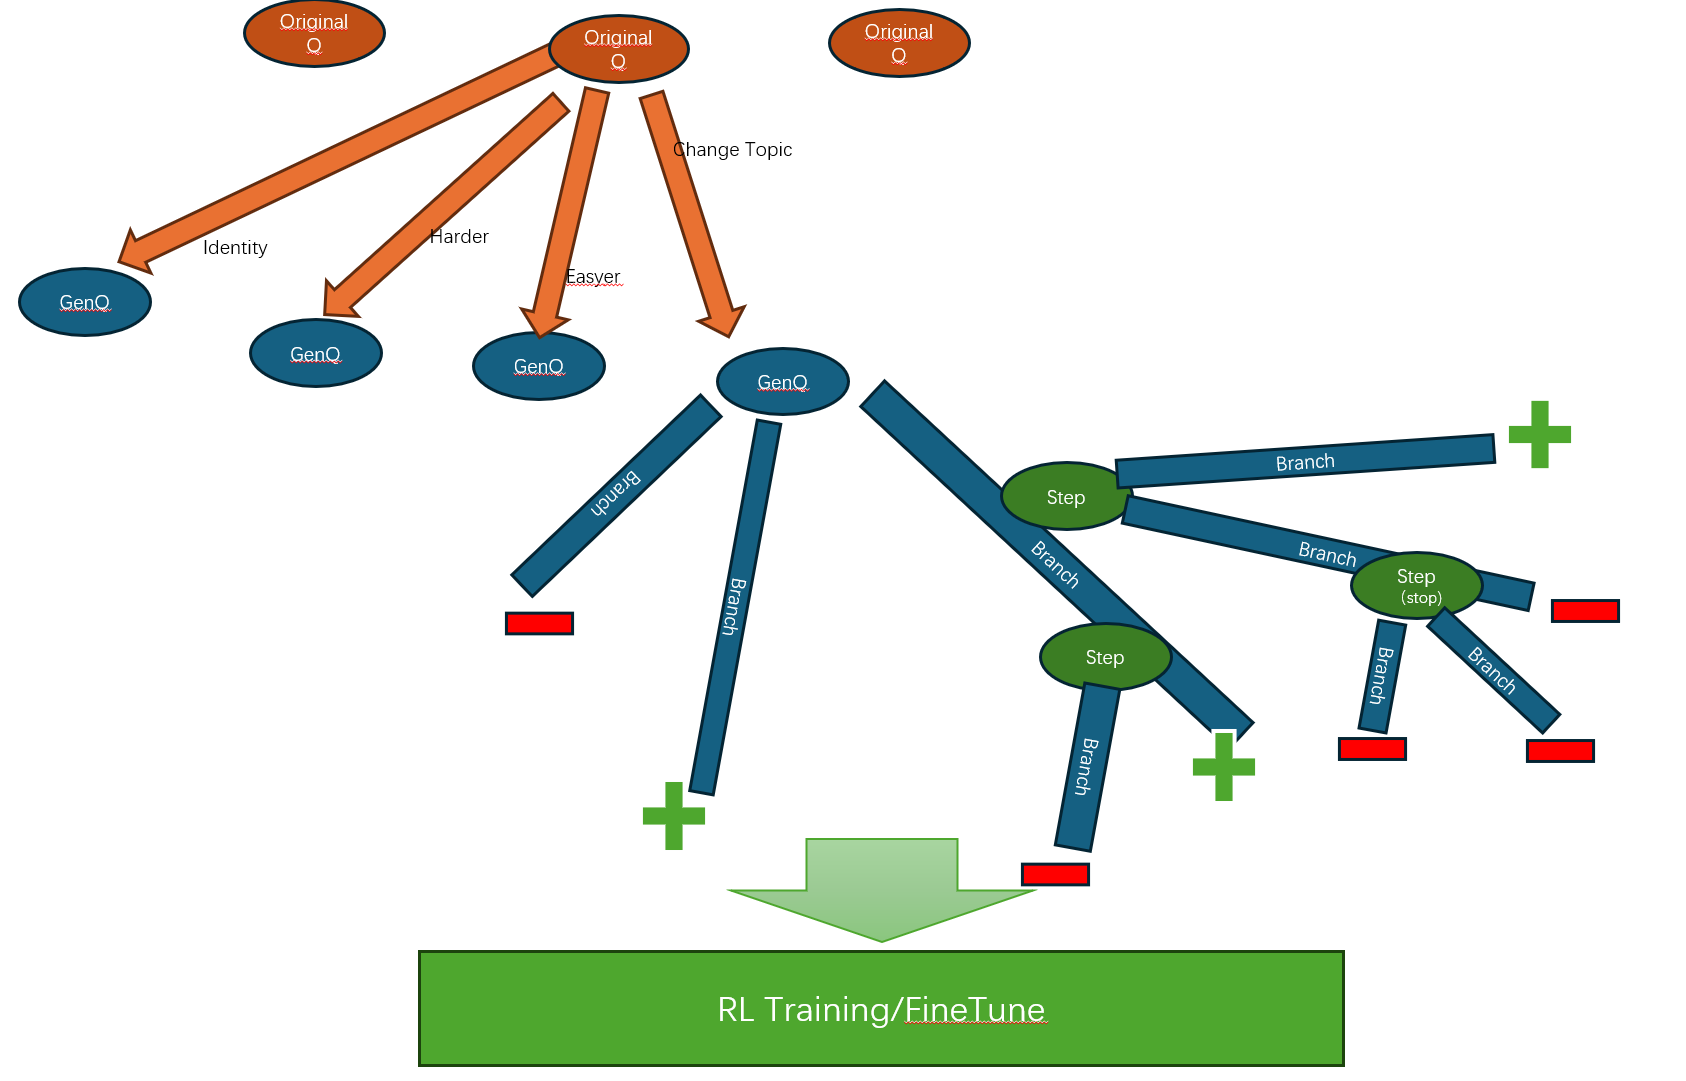 Original
Q
Original
Q
Original
Q
Change Topic
Identity
Harder
Easyer
GenQ
GenQ
GenQ
GenQ
Branch
Branch
Branch
Step
Branch
Branch
Step
(stop)
Step
Branch
Branch
Branch
RL Training/FineTune